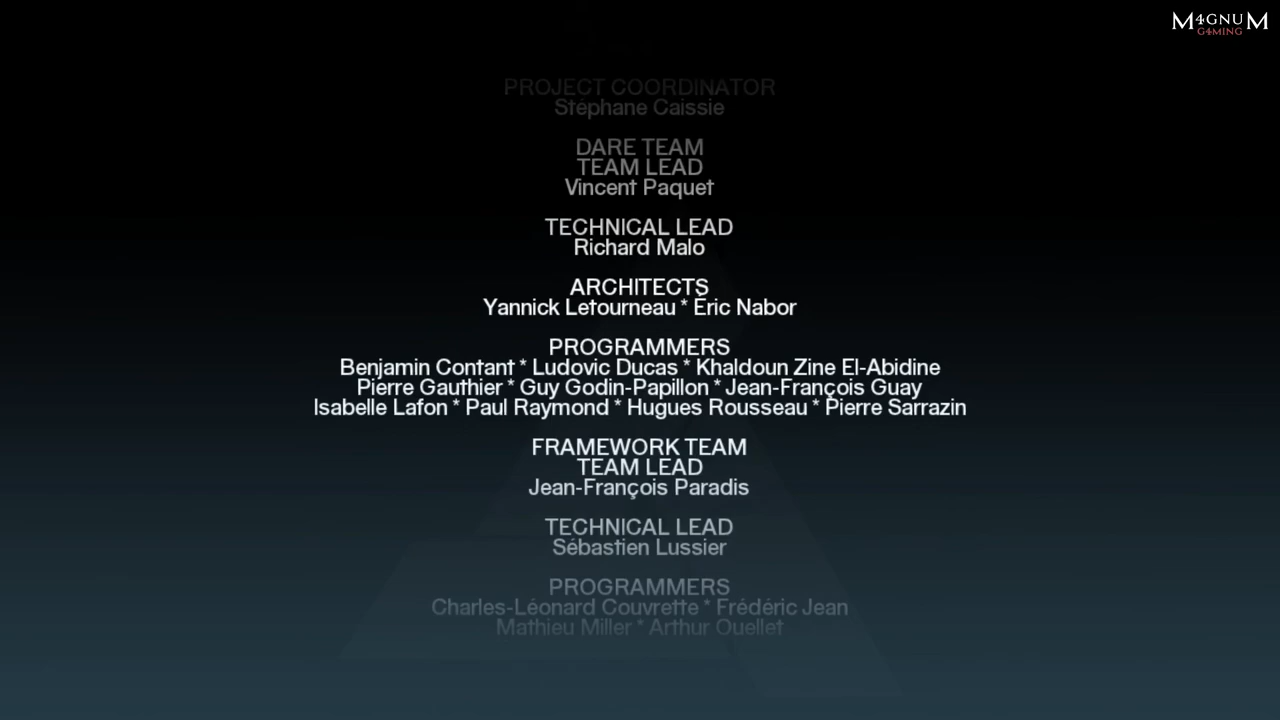 M4GNUM
G4MING
PROJECT COORDINATOR
Stéphane Caissie
DARE TEAM
TEAM LEAD
Vincent Paquet
TECHNICAL LEAD
Richard Malo
ARCHITECTS
Yannick Letourneau * Éric Nabor
PROGRAMMERS
Benjamin Contant * Ludovic Ducas * Khaldoun Zine El-Abidine
Pierre Gauthier * Guy Godin-Papillon * Jean-François Guay
Isabelle Lafon * Paul Raymond * Hugues Rousseau * Pierre Sarrazin
FRAMEWORK TEAM
TEAM LEAD
Jean-François Paradis
TECHNICAL LEAD
Sébastien Lussier
PROGRAMMERS
Charles-Léonard Couvrette * Frédéric Jean
Mathieu Miller * Arthur Ouellet